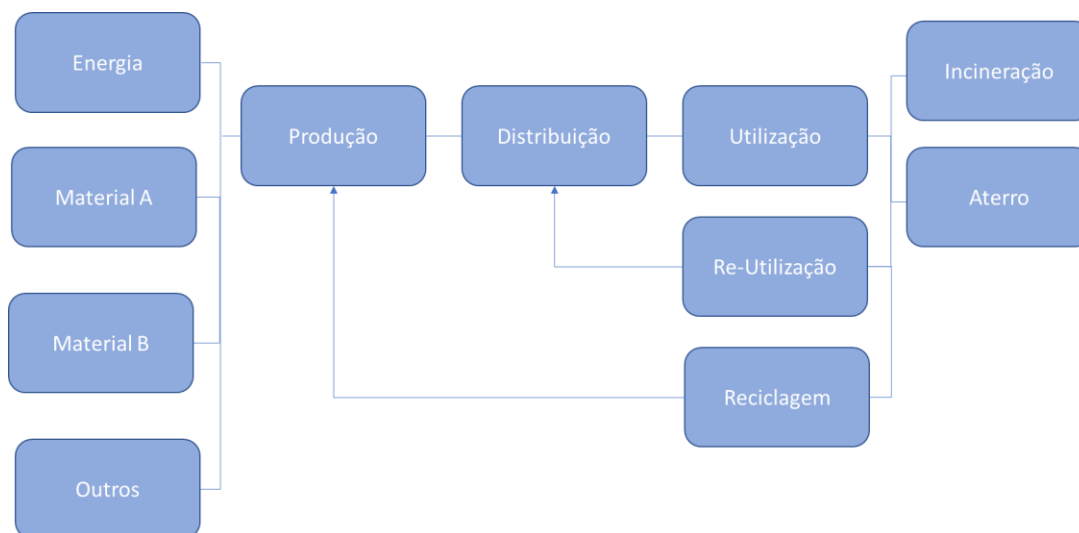 Energia
Incineração
Produção
Distribuição
Utilização
Material A
Aterro
Re-Utilização
Material B
Reciclagem
Outros